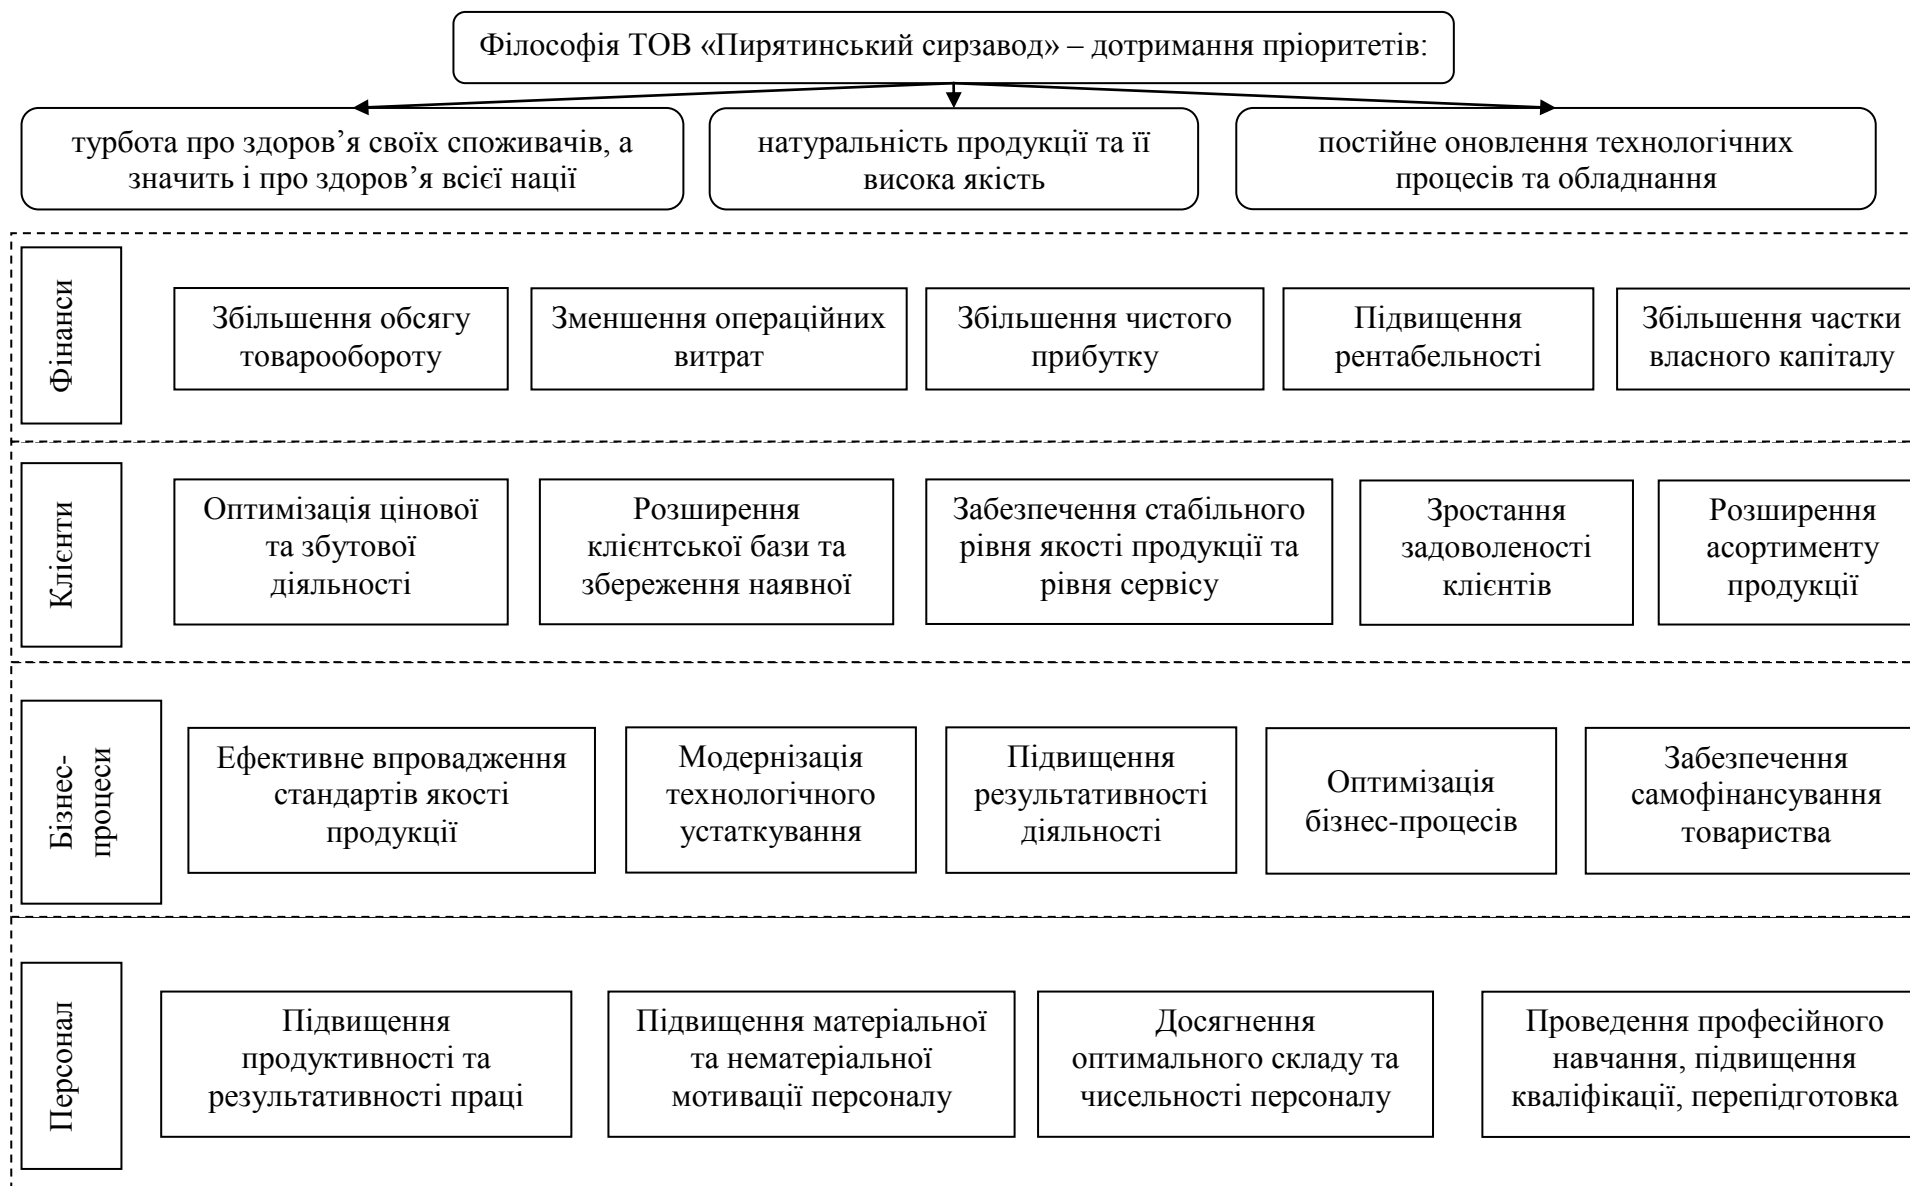 Філософія ТОВ «Пирятинський сирзавод» – дотримання пріоритетів:
турбота про здоров’я своїх споживачів, а
значить і про здоров’я всієї нації
натуральність продукції та її
висока якість
постійне оновлення технологічних
процесів та обладнання
Фінанси
Збільшення обсягу
товарообороту
Зменшення операційних
витрат
Збільшення чистого
прибутку
Підвищення
рентабельності
Збільшення частки
власного капіталу
Клієнти
Оптимізація цінової
та збутової
діяльності
Розширення
клієнтської бази та
збереження наявної
Забезпечення стабільного
рівня якості продукції та
рівня сервісу
Зростання
задоволеності
клієнтів
Розширення
асортименту
продукції
Бізнес-
процеси
Ефективне впровадження
стандартів якості
продукції
Модернізація
технологічного
устаткування
Підвищення
результативності
діяльності
Оптимізація
бізнес-процесів
Забезпечення
самофінансування
товариства
Персонал
Підвищення
продуктивності та
результативності праці
Підвищення матеріальної
та нематеріальної
мотивації персоналу
Досягнення
оптимального складу та
чисельності персоналу
Проведення професійного
навчання, підвищення
кваліфікації, перепідготовка